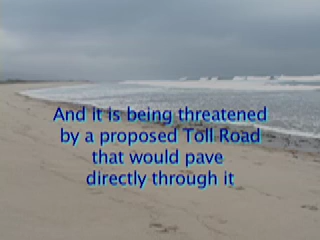 And it is being threatened
by a proposed Toll Road
that would pave
directly through it